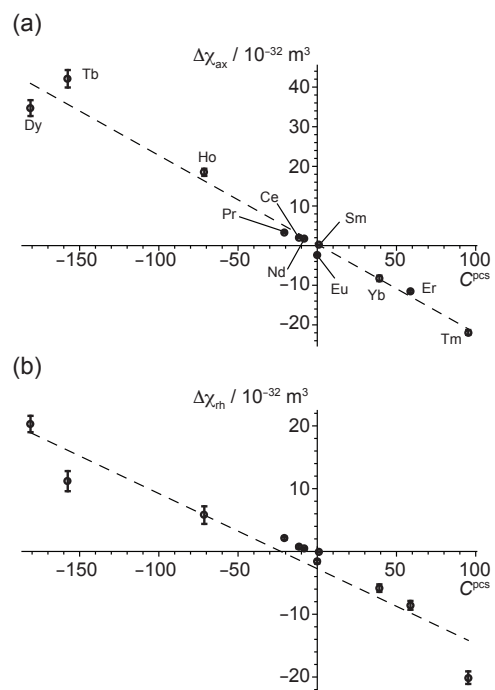 (a)
Δχax / 10⁻³² m³
40
Tb
Dy
30
20
Ho
Ce
10
Pr
Sm
−150
−100
−50
50
100
Nd
Eu
Yb
Er
Cᵖᶜˢ
−10
Tm
−20
(b)
Δχrh / 10⁻³² m³
20
10
−150
−100
−50
50
100
Cᵖᶜˢ
−10
−20